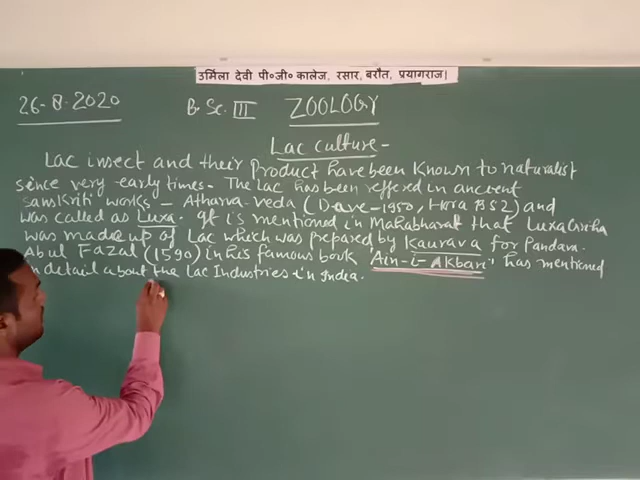 उर्मिला देवी पी०जी० कालेज, रसार, बरौत, प्रयागराज।
26-8-2020 B.Sc. III ZOOLOGY
Lac culture -
Lac insect and their Product have been known to naturalist
since very early times - The Lac has been reffered in ancient
sanskrit works - Atharva-veda (Dave-1950, Hora 1952) and
was called as Luxa. It is mentioned in Mahabharat that Luxa Griha
was made up of Lac which was prepared by Kaurava for Pandam.
Abul Fazal (1590) in his famous book "Ain-i-Akbari" has mentioned
in detail about the Lac Industries in India.